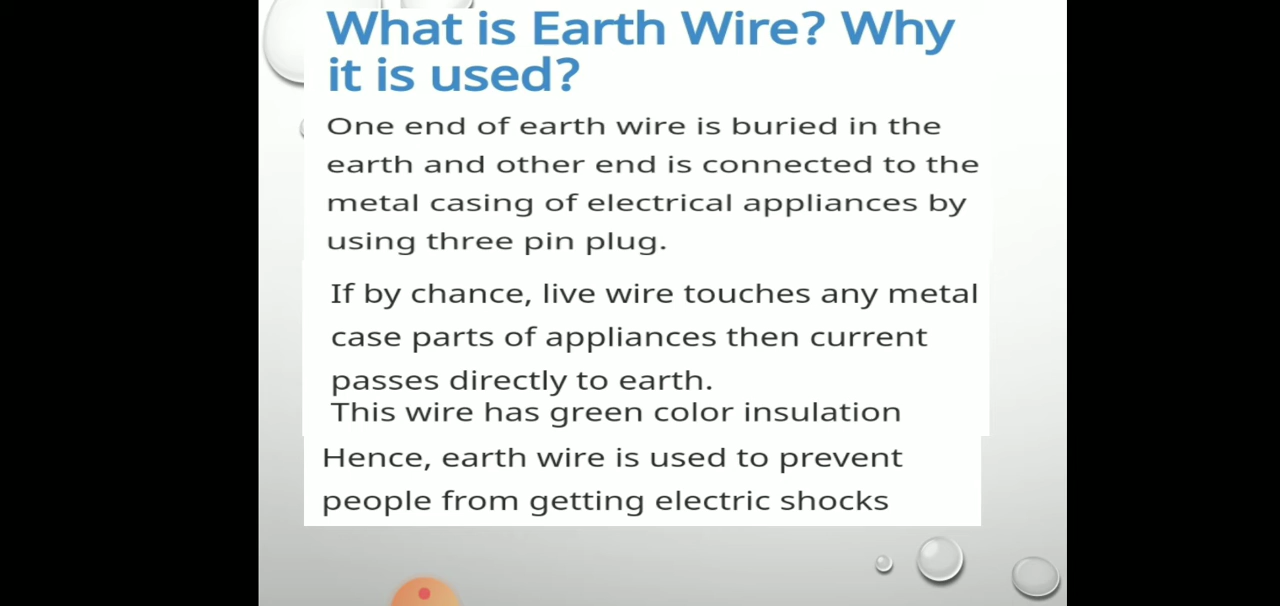 What is Earth Wire? Why
it is used?
One end of earth wire is buried in the
earth and other end is connected to the
metal casing of electrical appliances by
using three pin plug.
If by chance, live wire touches any metal
case parts of appliances then current
passes directly to earth.
This wire has green color insulation
Hence, earth wire is used to prevent
people from getting electric shocks